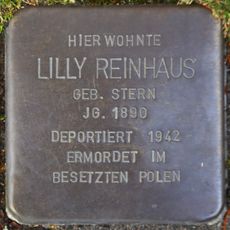 HIER WOHNTE
LILLY REINHAUS
GEB. STERN
JG. 1890
DEPORTIERT 1942
ERMORDET IM
BESETZTEN POLEN